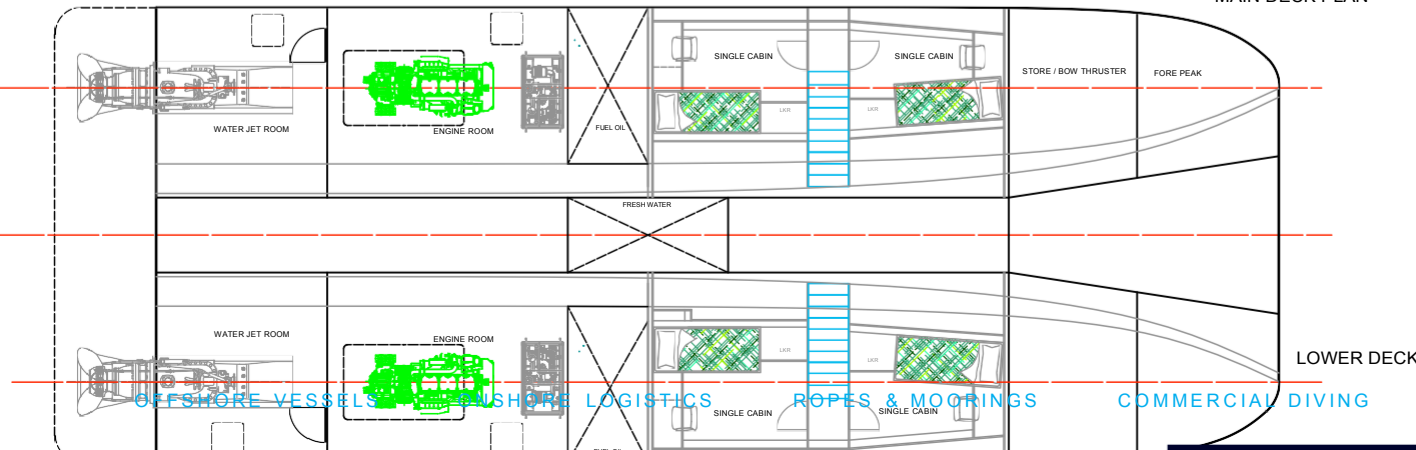 MAIN DECK PLAN
SINGLE CABIN
SINGLE CABIN
STORE / BOW THRUSTER
FORE PEAK
LKR
LKR
WATER JET ROOM
ENGINE ROOM
FUEL OIL
FRESH WATER
WATER JET ROOM
ENGINE ROOM
LKR
LKR
LOWER DECK
OFFSHORE VESSELS
ONSHORE LOGISTICS
ROPES & MOORINGS
COMMERCIAL DIVING
SINGLE CABIN
SINGLE CABIN
FUEL OIL